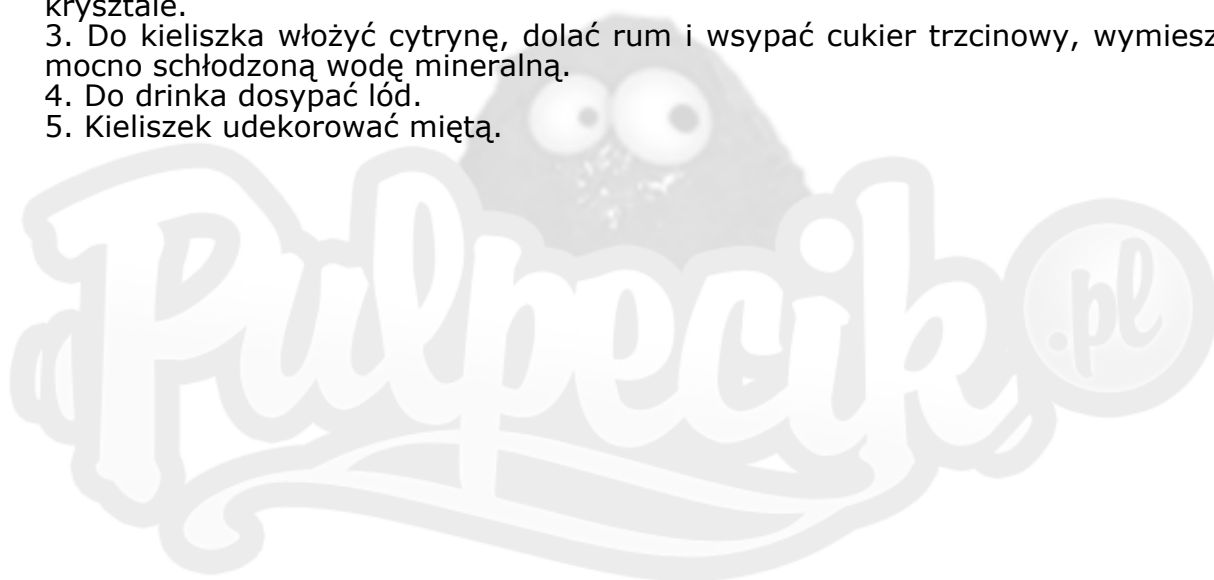 krysztale.
3. Do kieliszka włożyć cytrynę, dolać rum i wsypać cukier trzcinowy, wymiesz
mocno schłodzoną wodę mineralną.
4. Do drinka dosypać lód.
5. Kieliszek udekorować miętą.
Pulpecik.pl